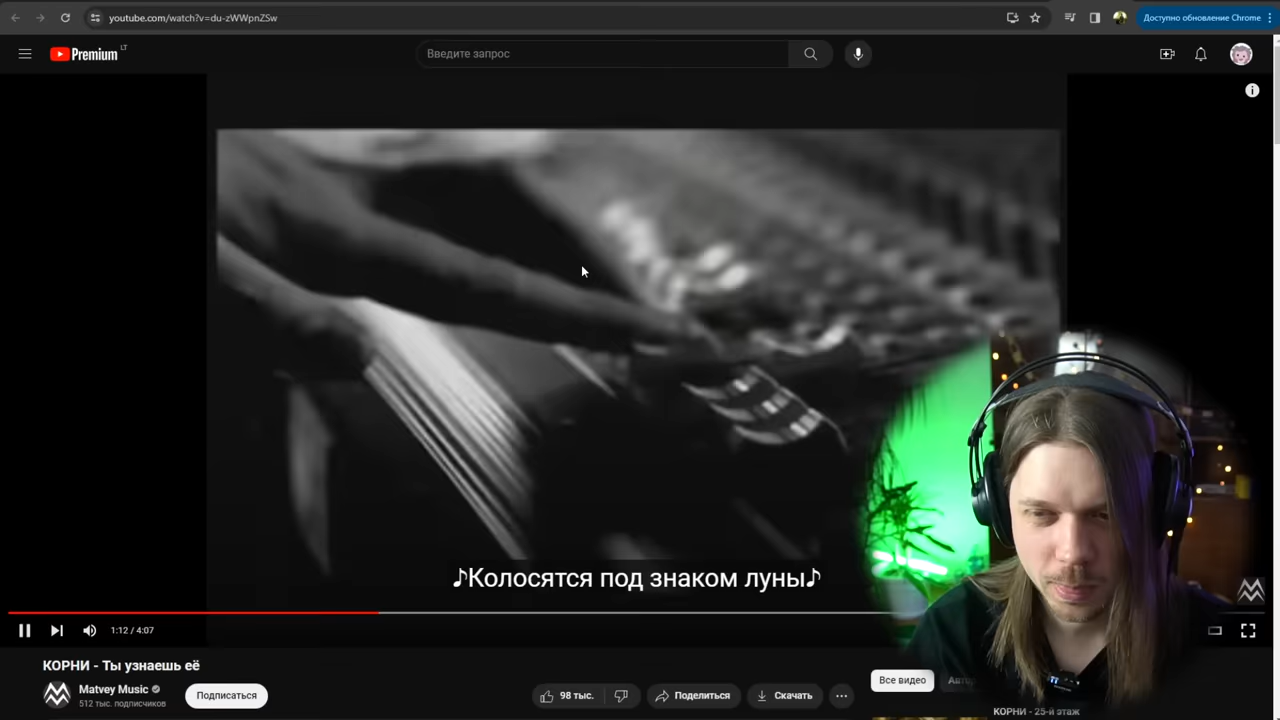 youtube.com/watch?v=du-zWWpnZSw
Доступно обновление Chrome
Premium LT
Введите запрос
♪Колосятся под знаком луны♪
1:12 / 4:07
КОРНИ - Ты узнаешь её
Matvey Music
512 тыс. подписчиков
Подписаться
98 тыс.
Поделиться
Скачать
Все видео
КОРНИ - 25-й этаж